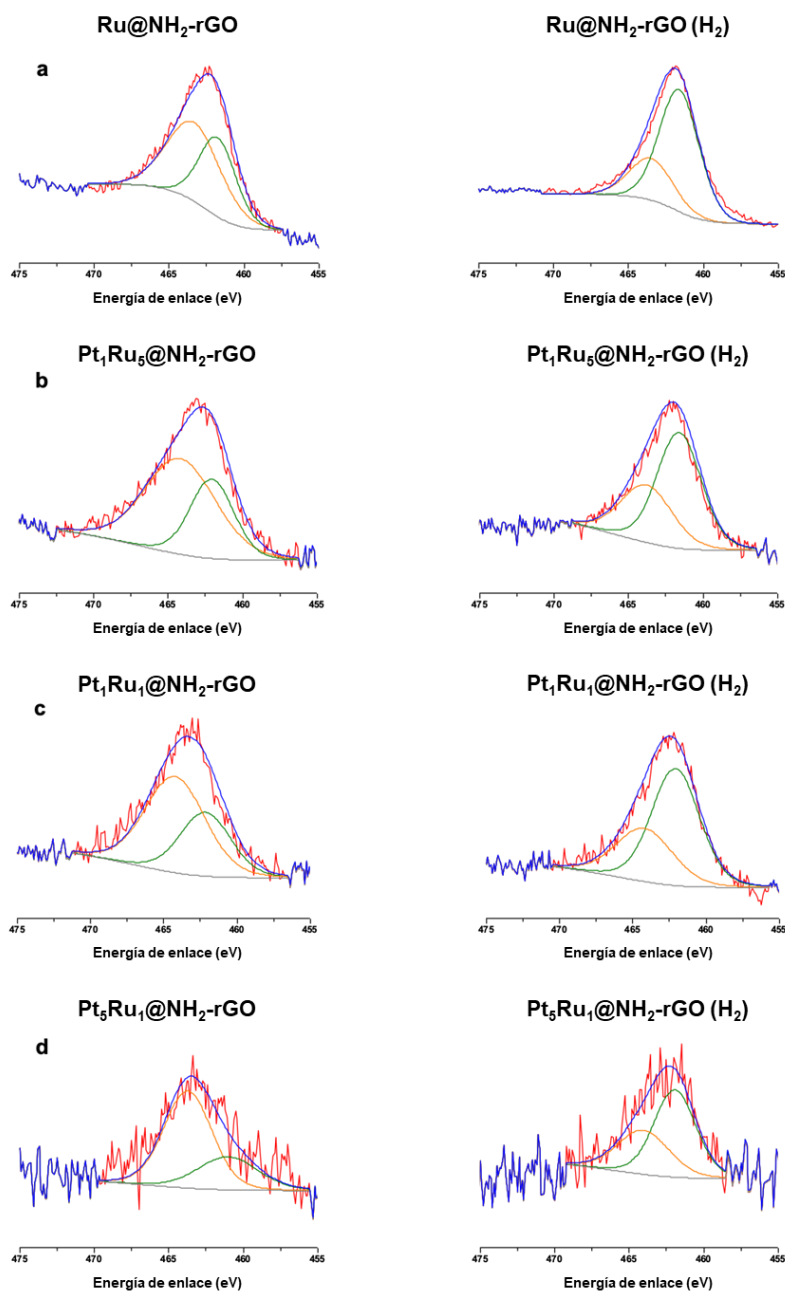 Ru@NH₂-rGO Ru@NH₂-rGO (H₂)
a
475 470 465 460 455 475 470 465 460 455
Energía de enlace (eV) Energía de enlace (eV)
Pt₁Ru₅@NH₂-rGO Pt₁Ru₅@NH₂-rGO (H₂)
b
475 470 465 460 455 475 470 465 460 455
Energía de enlace (eV) Energía de enlace (eV)
Pt₁Ru₁@NH₂-rGO Pt₁Ru₁@NH₂-rGO (H₂)
c
475 470 465 460 455 475 470 465 460 455
Energía de enlace (eV) Energía de enlace (eV)
Pt₅Ru₁@NH₂-rGO Pt₅Ru₁@NH₂-rGO (H₂)
d
475 470 465 460 455 475 470 465 460 455
Energía de enlace (eV) Energía de enlace (eV)